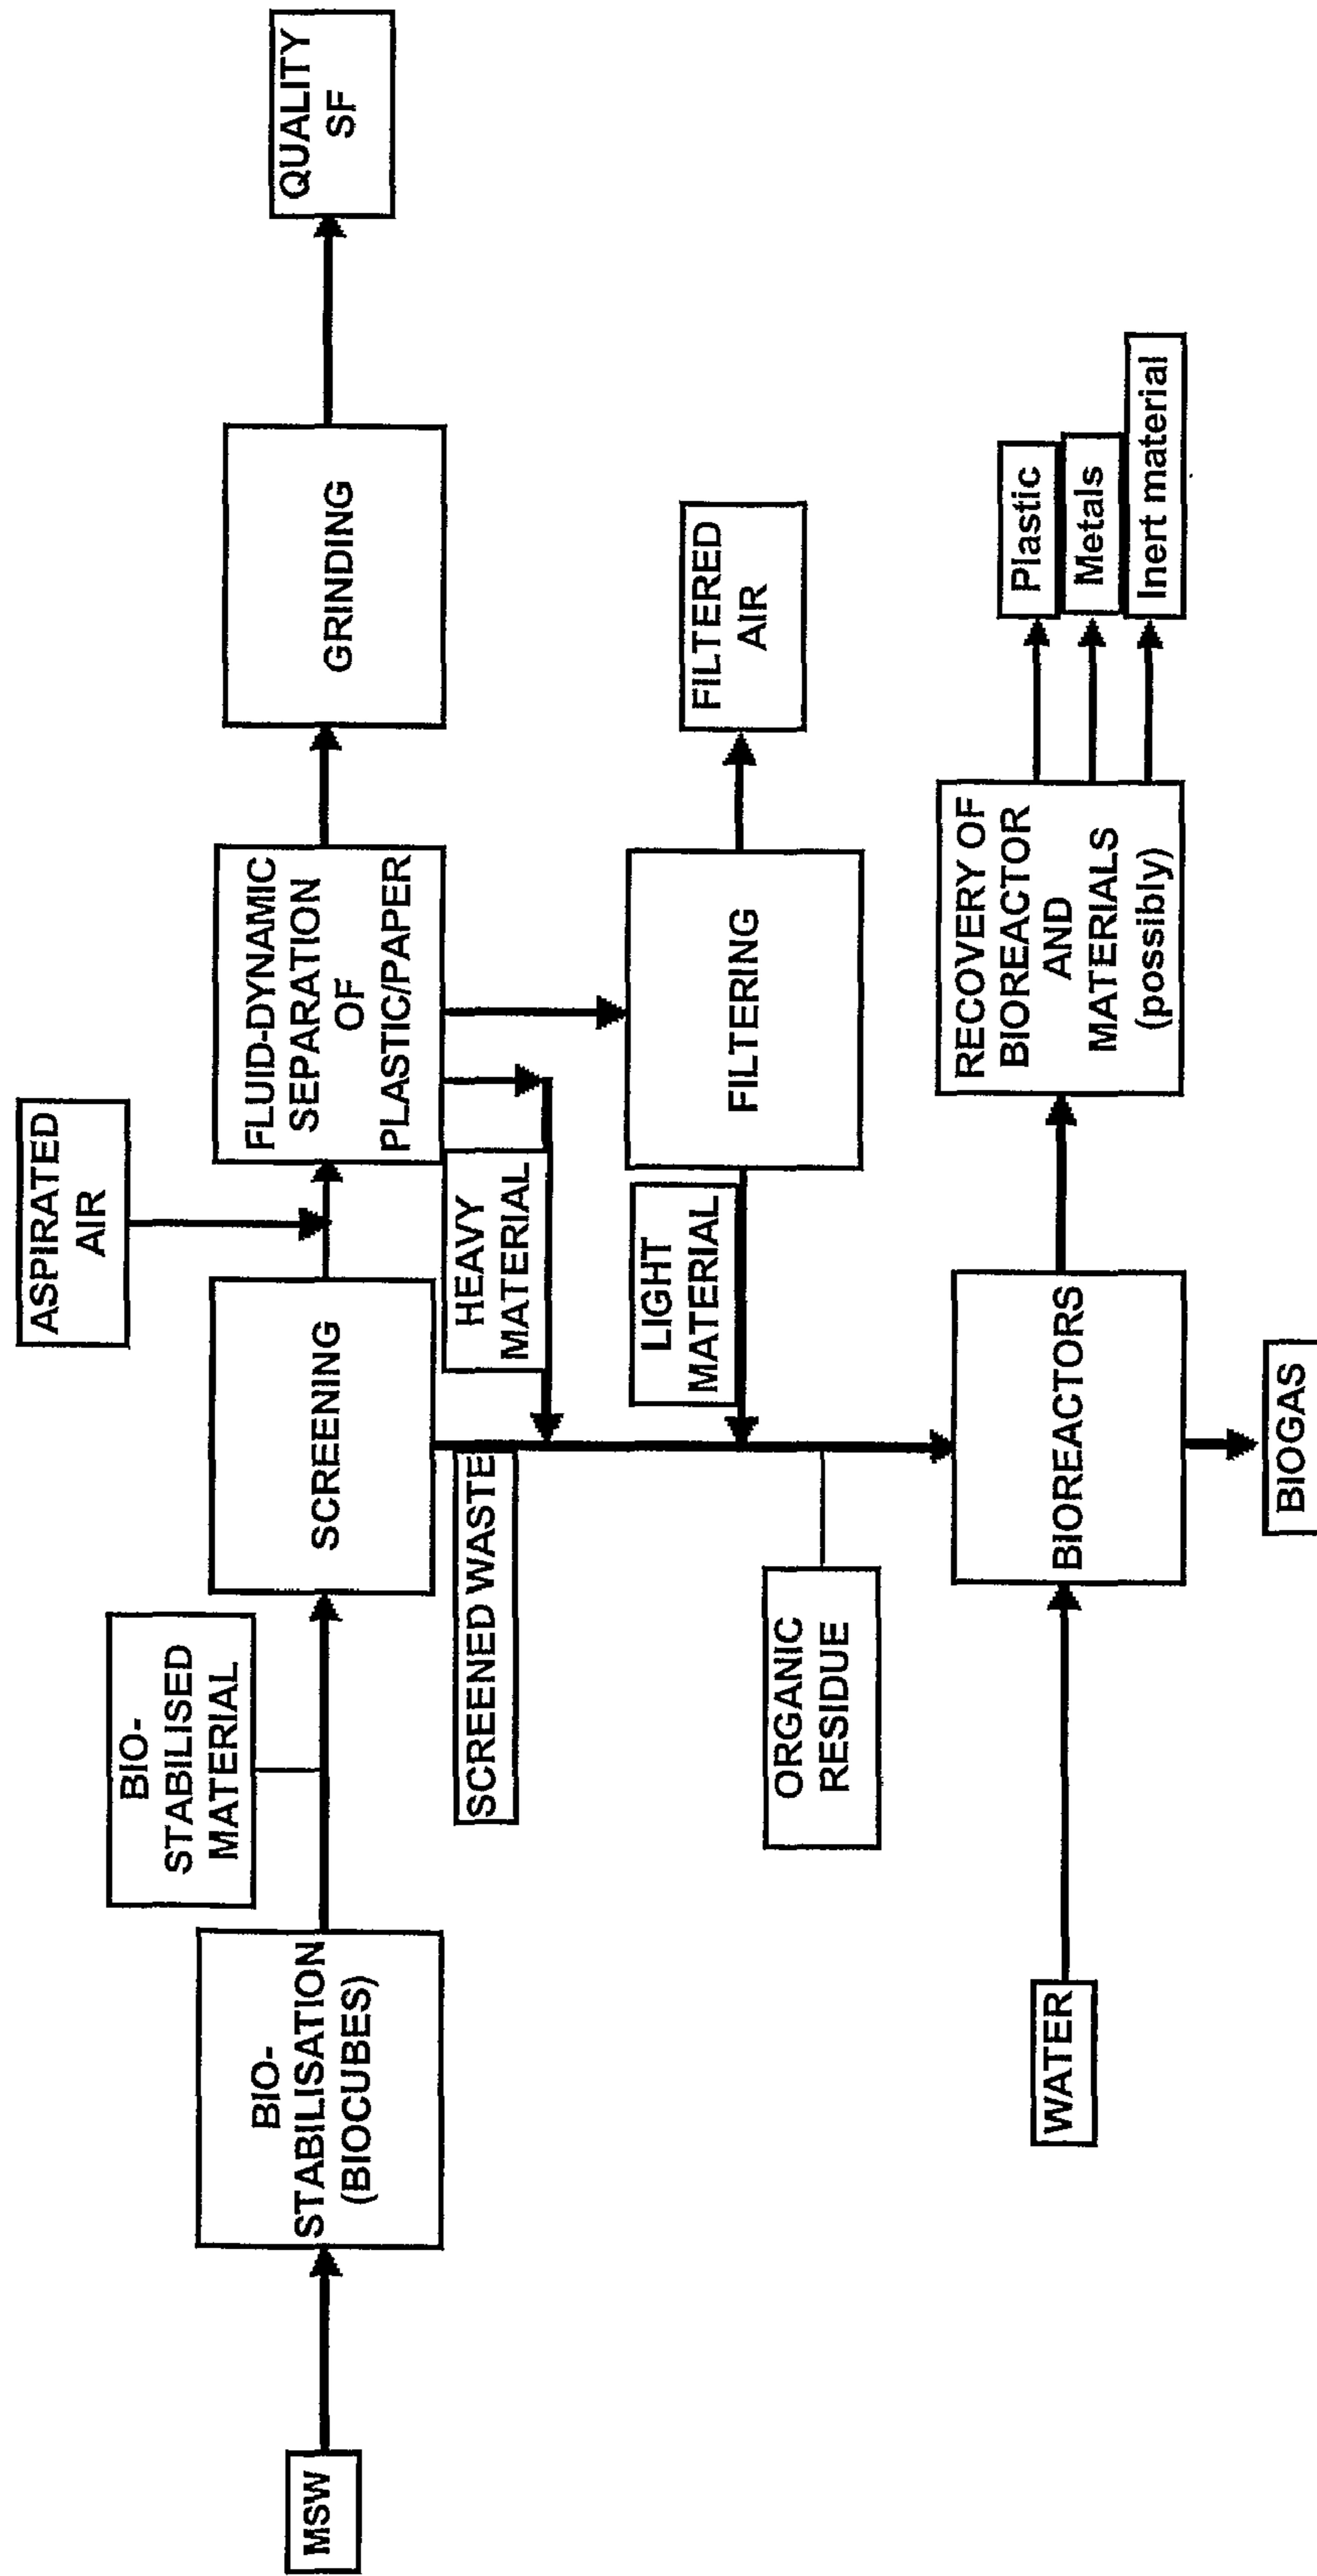 MSW
BIO-
STABILISATION
(BIOCUBES)
BIO-
STABILISED
MATERIAL
SCREENING
ASPIRATED
AIR
FLUID-DYNAMIC
SEPARATION
OF
PLASTIC/PAPER
GRINDING
QUALITY
SF
SCREENED WASTE
HEAVY
MATERIAL
LIGHT
MATERIAL
FILTERING
FILTERED
AIR
ORGANIC
RESIDUE
WATER
BIOREACTORS
BIOGAS
RECOVERY OF
BIOREACTOR
AND
MATERIALS
(possibly)
Plastic
Metals
Inert material